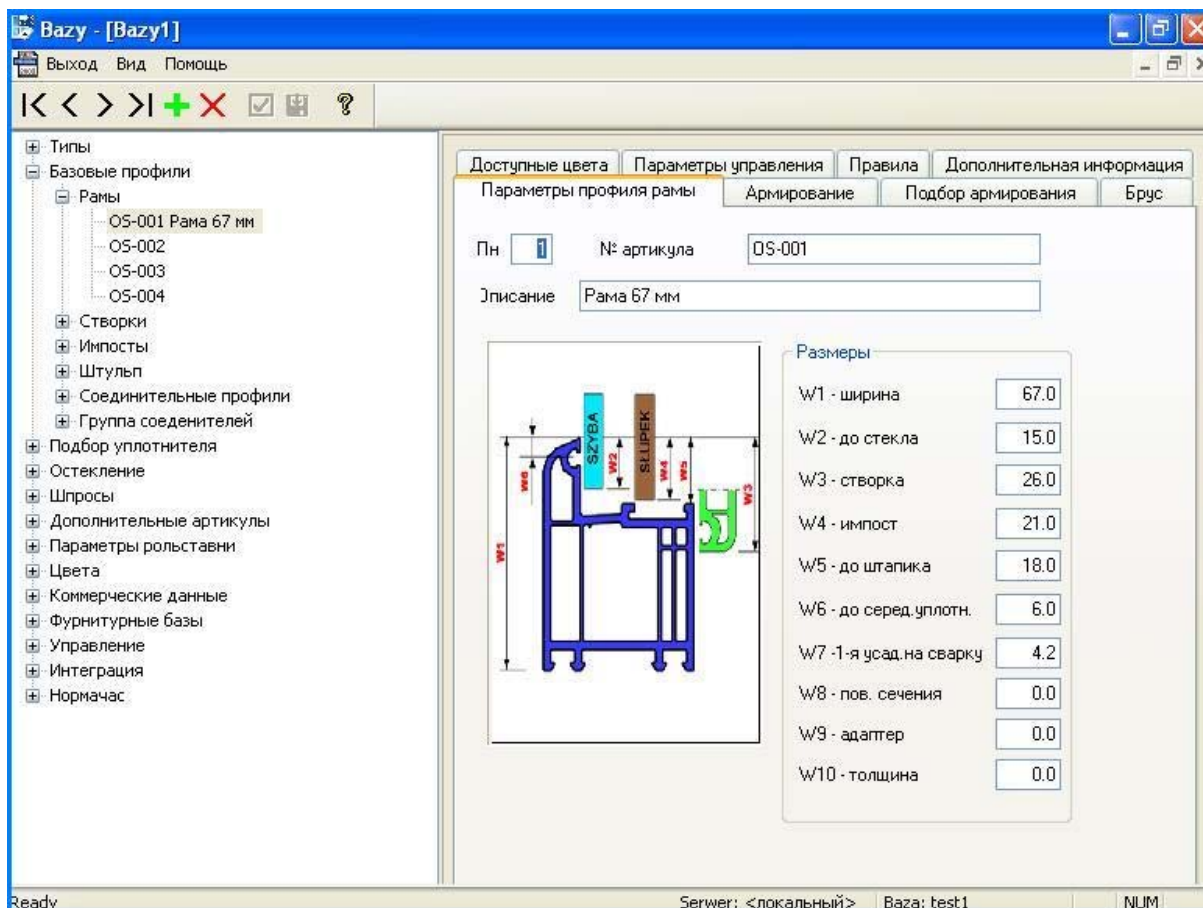 Bazy - [Bazy1]
Выход Вид Помощь
Типы
Базовые профили
Рамы
OS-001 Рама 67 мм
OS-002
OS-003
OS-004
Створки
Импосты
Штульп
Соединительные профили
Группа соеденителей
Подбор уплотнителя
Остекление
Шпросы
Дополнительные артикулы
Параметры рольставни
Цвета
Коммерческие данные
Фурнитурные базы
Управление
Интеграция
Нормачас
Доступные цвета Параметры управления Правила Дополнительная информация
Параметры профиля рамы Армирование Подбор армирования Брус
Пн 1 № артикула OS-001
Описание Рама 67 мм
SZYBA
SŁUPEK
W1
W2
W3
W4
W5
W6
Размеры
W1 - ширина 67.0
W2 - до стекла 15.0
W3 - створка 26.0
W4 - импост 21.0
W5 - до штапика 18.0
W6 - до серед.уплотн. 6.0
W7 -1-я усад.на сварку 4.2
W8 - пов. сечения 0.0
W9 - адаптер 0.0
W10 - толщина 0.0
Ready Serwer: <локальный> Baza: test1 NUM